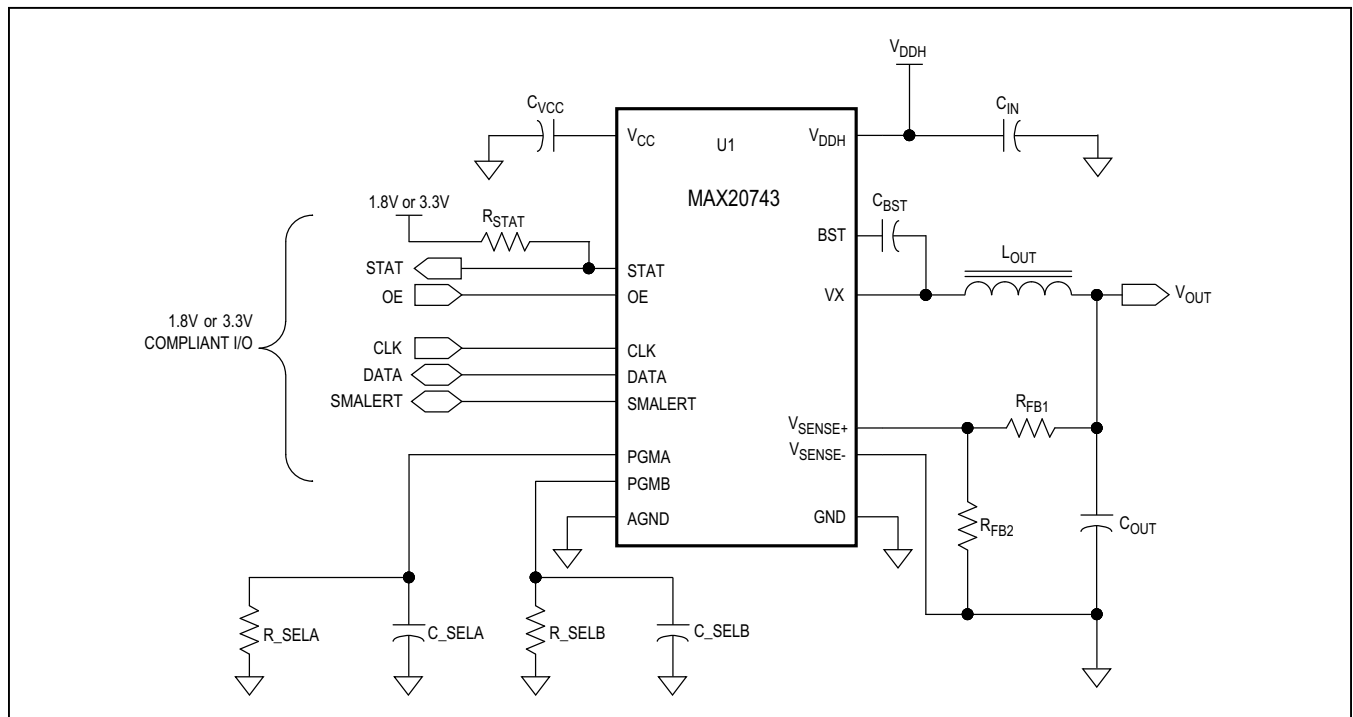 VDDH
CVCC
CIN
VCC
U1
VDDH
MAX20743
CBST
1.8V or 3.3V
RSTAT
BST
LOUT
STAT
STAT
OE
OE
VX
VOUT
1.8V or 3.3V
COMPLIANT I/O
CLK
CLK
DATA
DATA
SMALERT
SMALERT
RFB1
VSENSE+
VSENSE-
PGMA
PGMB
AGND
GND
RFB2
COUT
R_SELA
C_SELA
R_SELB
C_SELB